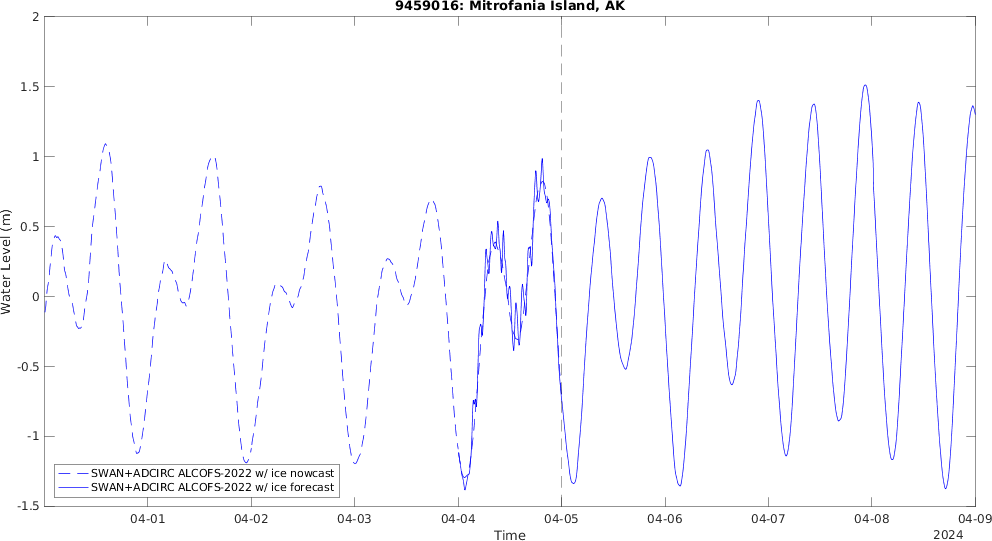 9459016: Mitrofania Island, AK
2
1.5
1
0.5
0
-0.5
-1
-1.5
Water Level (m)
SWAN+ADCIRC ALCOFS-2022 w/ ice nowcast
SWAN+ADCIRC ALCOFS-2022 w/ ice forecast
04-01 04-02 04-03 04-04 04-05 04-06 04-07 04-08 04-09
Time
2024